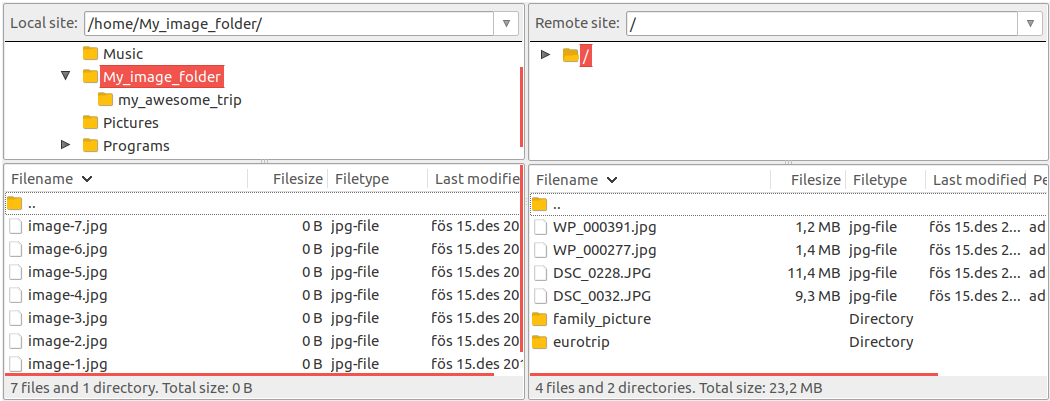 Local site: /home/My_image_folder/
Music
My_image_folder
my_awesome_trip
Pictures
Programs
Filename Filesize Filetype Last modifie
..
image-7.jpg 0 B jpg-file fös 15.des 20
image-6.jpg 0 B jpg-file fös 15.des 20
image-5.jpg 0 B jpg-file fös 15.des 20
image-4.jpg 0 B jpg-file fös 15.des 20
image-3.jpg 0 B jpg-file fös 15.des 20
image-2.jpg 0 B jpg-file fös 15.des 20
image-1.jpg 0 B jpg-file fös 15.des 201
7 files and 1 directory. Total size: 0 B
Remote site: /
/
Filename Filesize Filetype Last modified Pe
..
WP_000391.jpg 1,2 MB jpg-file fös 15.des 2... ad
WP_000277.jpg 1,4 MB jpg-file fös 15.des 2... ad
DSC_0228.JPG 11,4 MB jpg-file fös 15.des 2... ad
DSC_0032.JPG 9,3 MB jpg-file fös 15.des 2... ad
family_picture Directory
eurotrip Directory
4 files and 2 directories. Total size: 23,2 MB